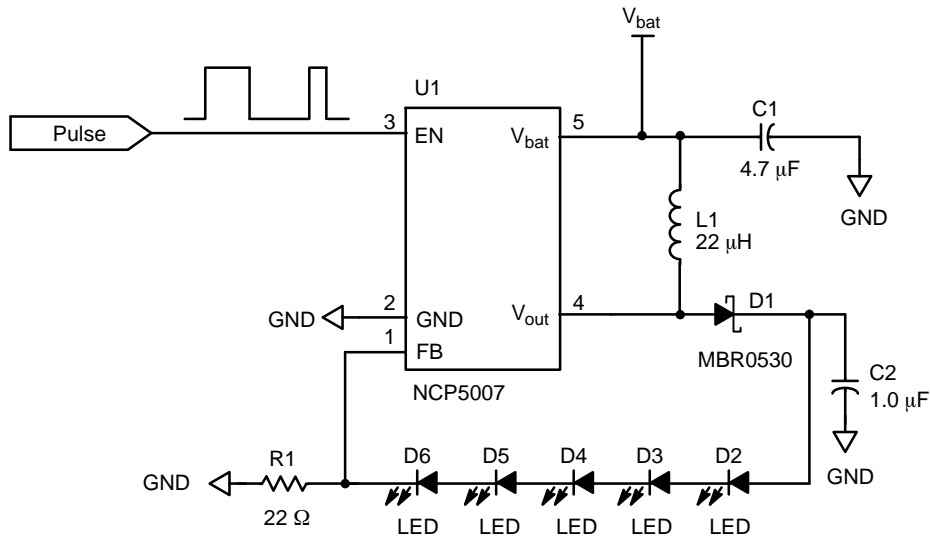 V_bat
U1
C1
Pulse
3
EN
V_bat
5
4.7 μF
GND
L1
22 μH
GND
2
GND
V_out
4
D1
1
FB
MBR0530
NCP5007
C2
1.0 μF
GND
R1
D6
D5
D4
D3
D2
GND
22 Ω
LED
LED
LED
LED
LED